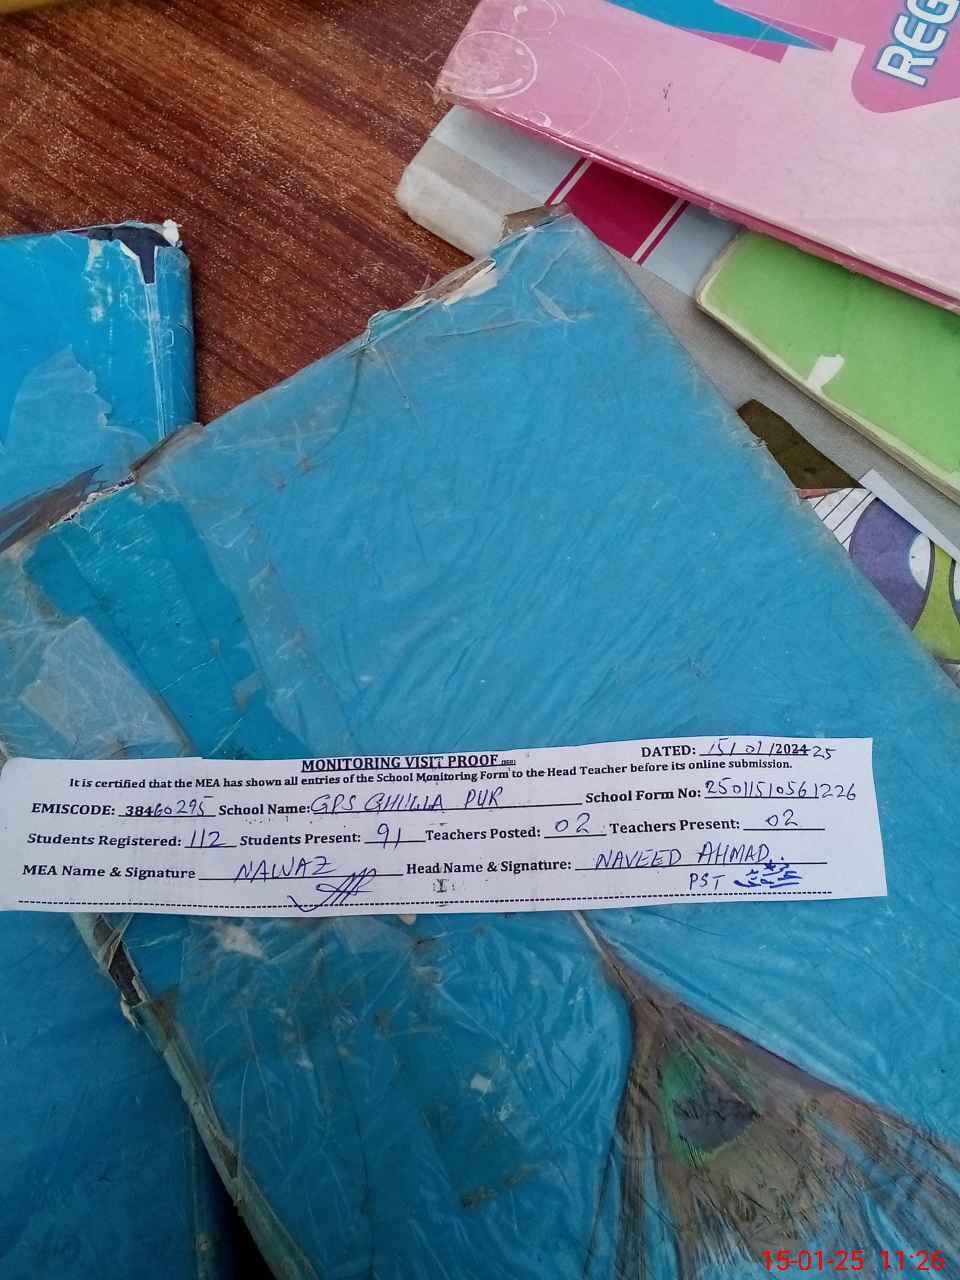 REG
MONITORING VISIT PROOF
DATED: 15/01/2024 25
It is certified that the MEA has shown all entries of the School Monitoring Form to the Head Teacher before its online submission.
EMISCODE: 38460295 School Name: GPS GHULLA PUR School Form No: 25011510561226
Students Registered: 112 Students Present: 91 Teachers Posted: 02 Teachers Present: 02
MEA Name & Signature NAWAZ Head Name & Signature: NAVEED AHMAD.
PST
15-01-25 11:26